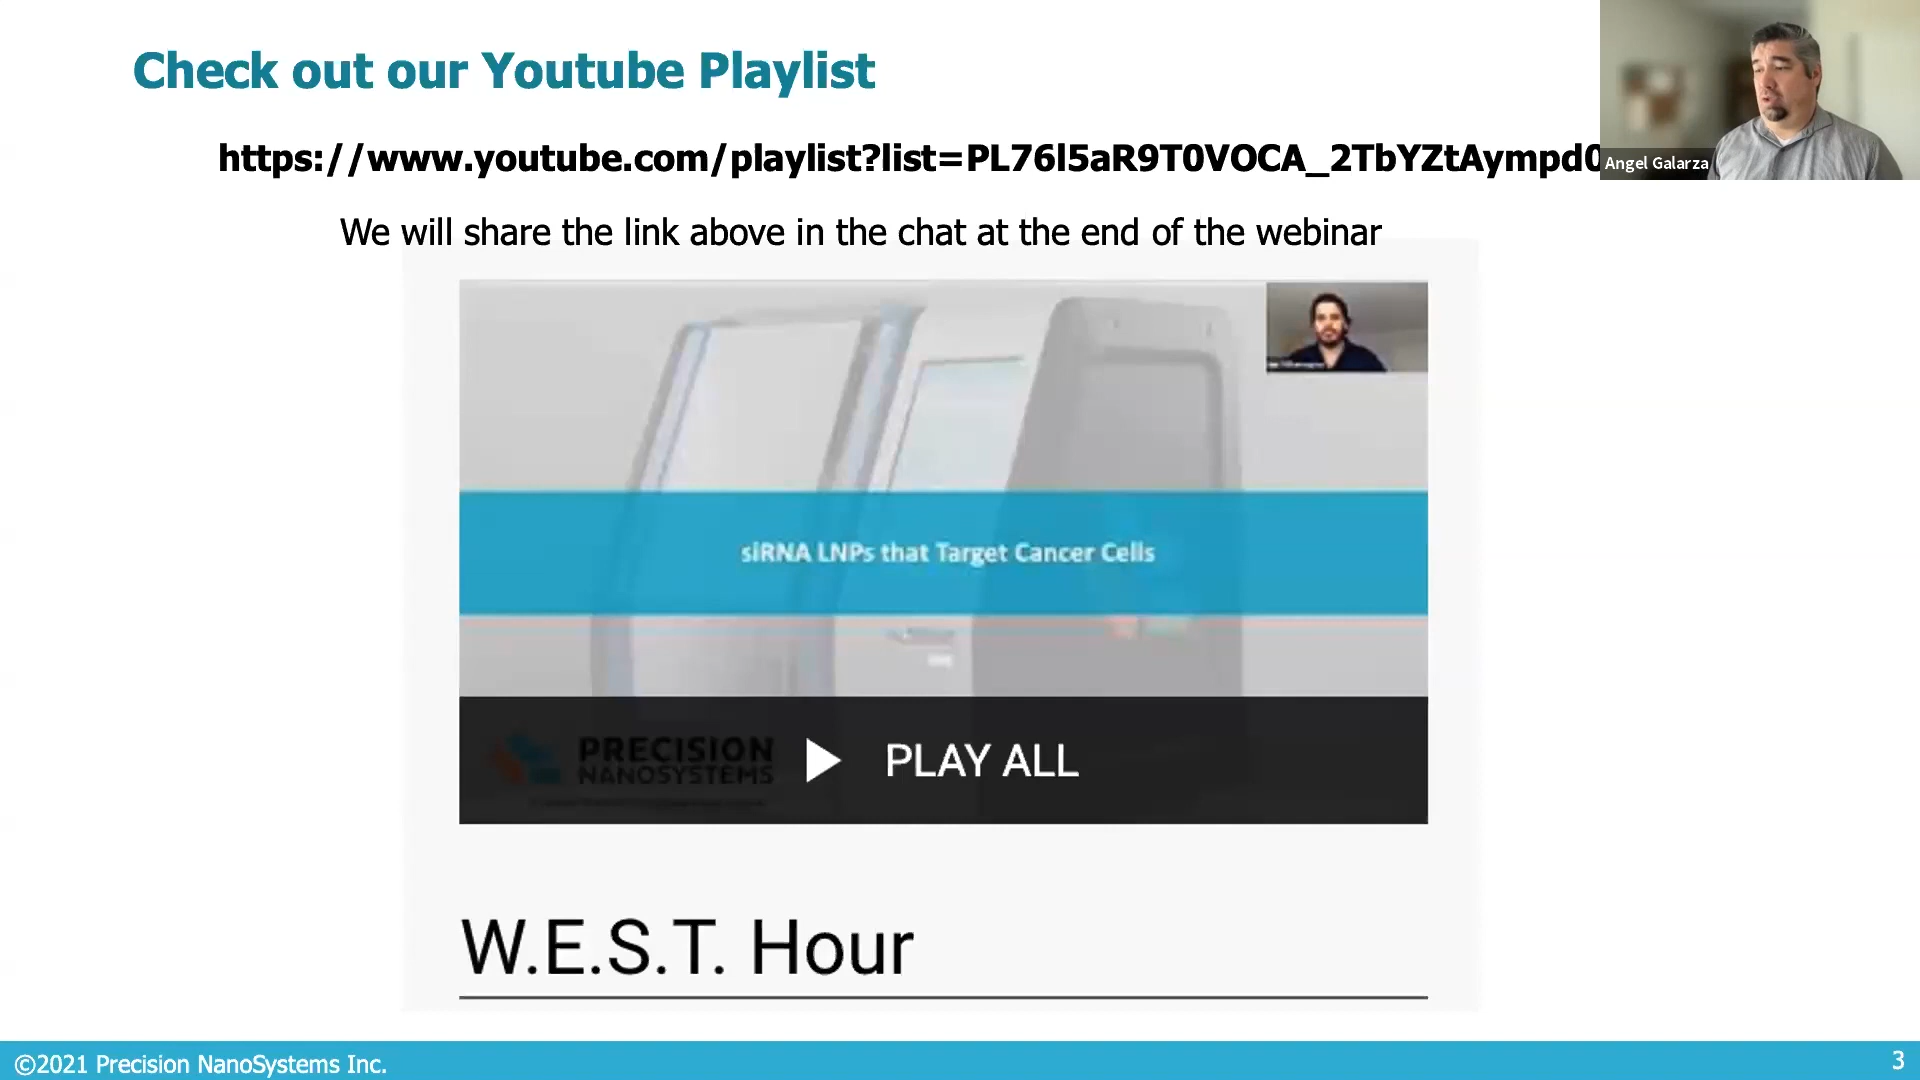 Check out our Youtube Playlist
https://www.youtube.com/playlist?list=PL76l5aR9T0VOCA_2TbYZtAympd0
Angel Galarza
We will share the link above in the chat at the end of the webinar
siRNA LNPs that Target Cancer Cells
PRECISION
NANOSYSTEMS
PLAY ALL
W.E.S.T. Hour
©2021 Precision NanoSystems Inc.
3